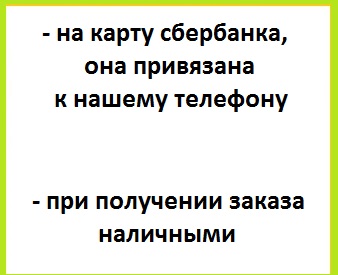 - на карту сбербанка,
она привязана
к нашему телефону
- при получении заказа
наличными